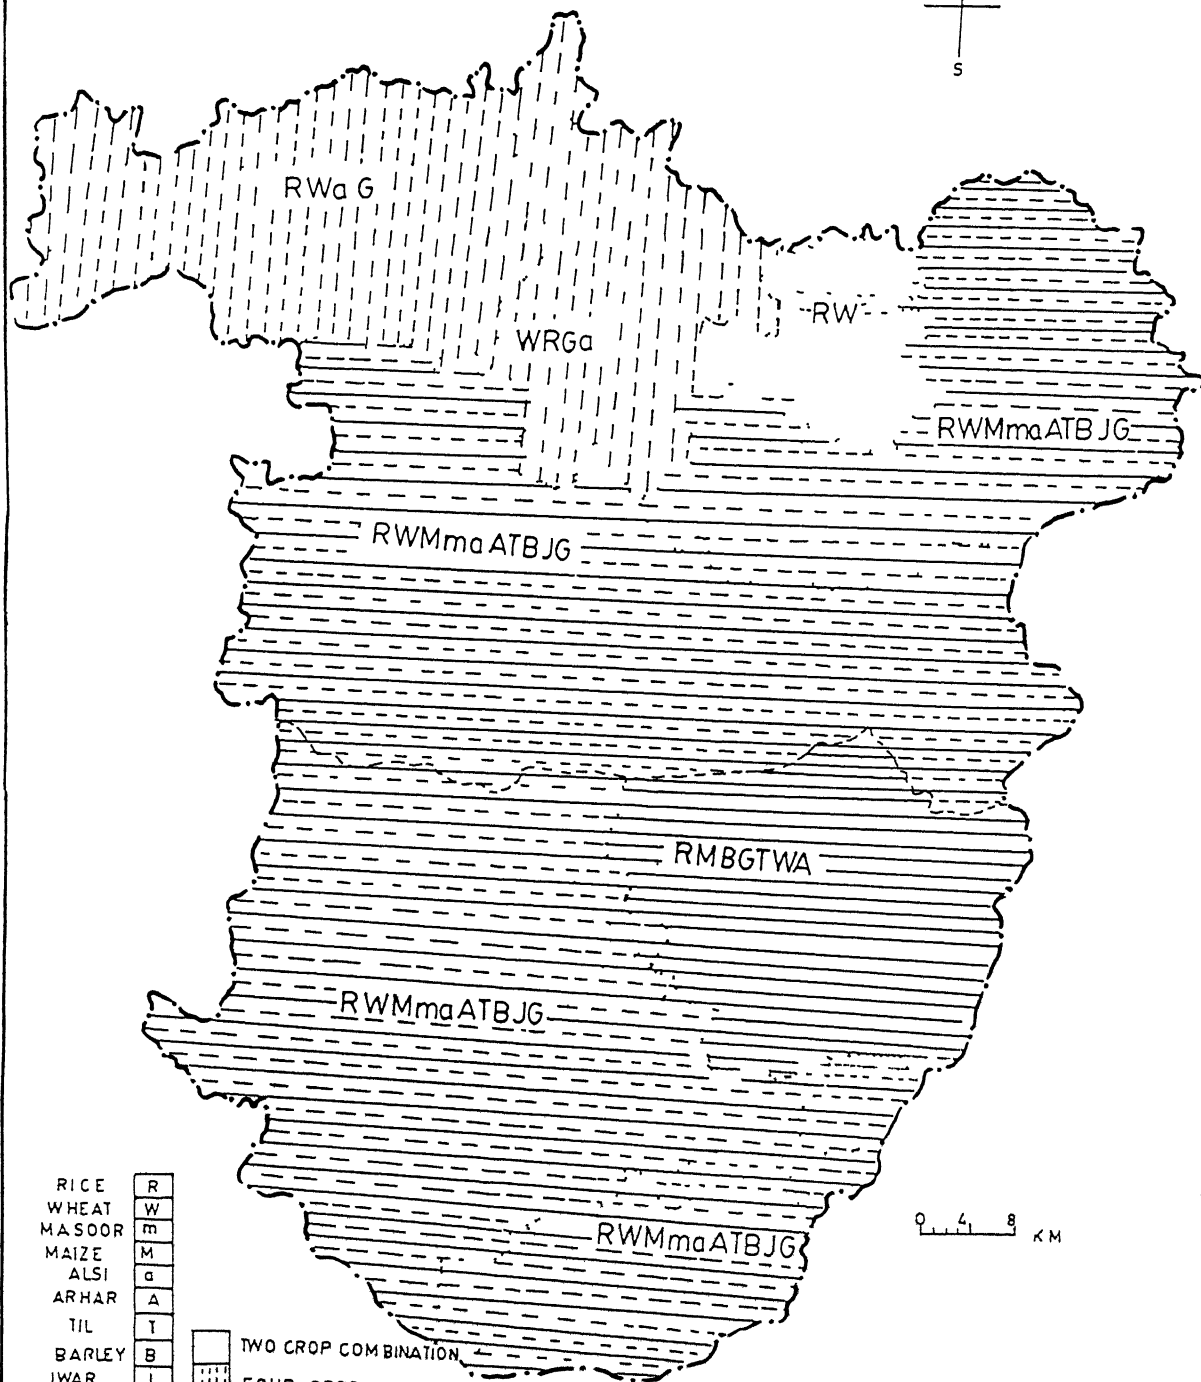 S
RWa G
RW
WRGa
RWMmaATBJG
RWMmaATBJG
RMBGTWA
RWMmaATBJG
RWMmaATBJG
RICE R
WHEAT W
MASOOR m
MAIZE M
ALSI a
ARHAR A
TIL T
BARLEY B
TWO CROP COMBINATION
0 4 8 KM